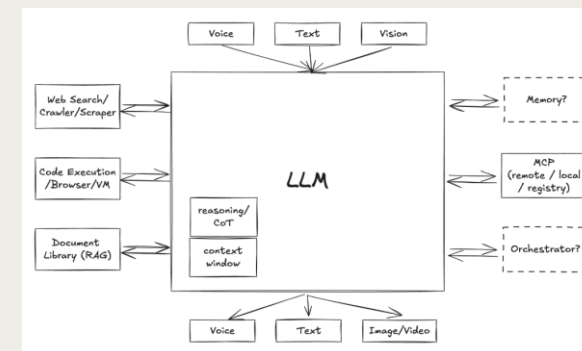 Voice
Text
Vision
Web Search/
Crawler/Scraper
Memory?
Code Execution
/Browser/VM
LLM
MCP
(remote / local
/ registry)
reasoning/
CoT
context
window
Document
Library (RAG)
Orchestrator?
Voice
Text
Image/Video